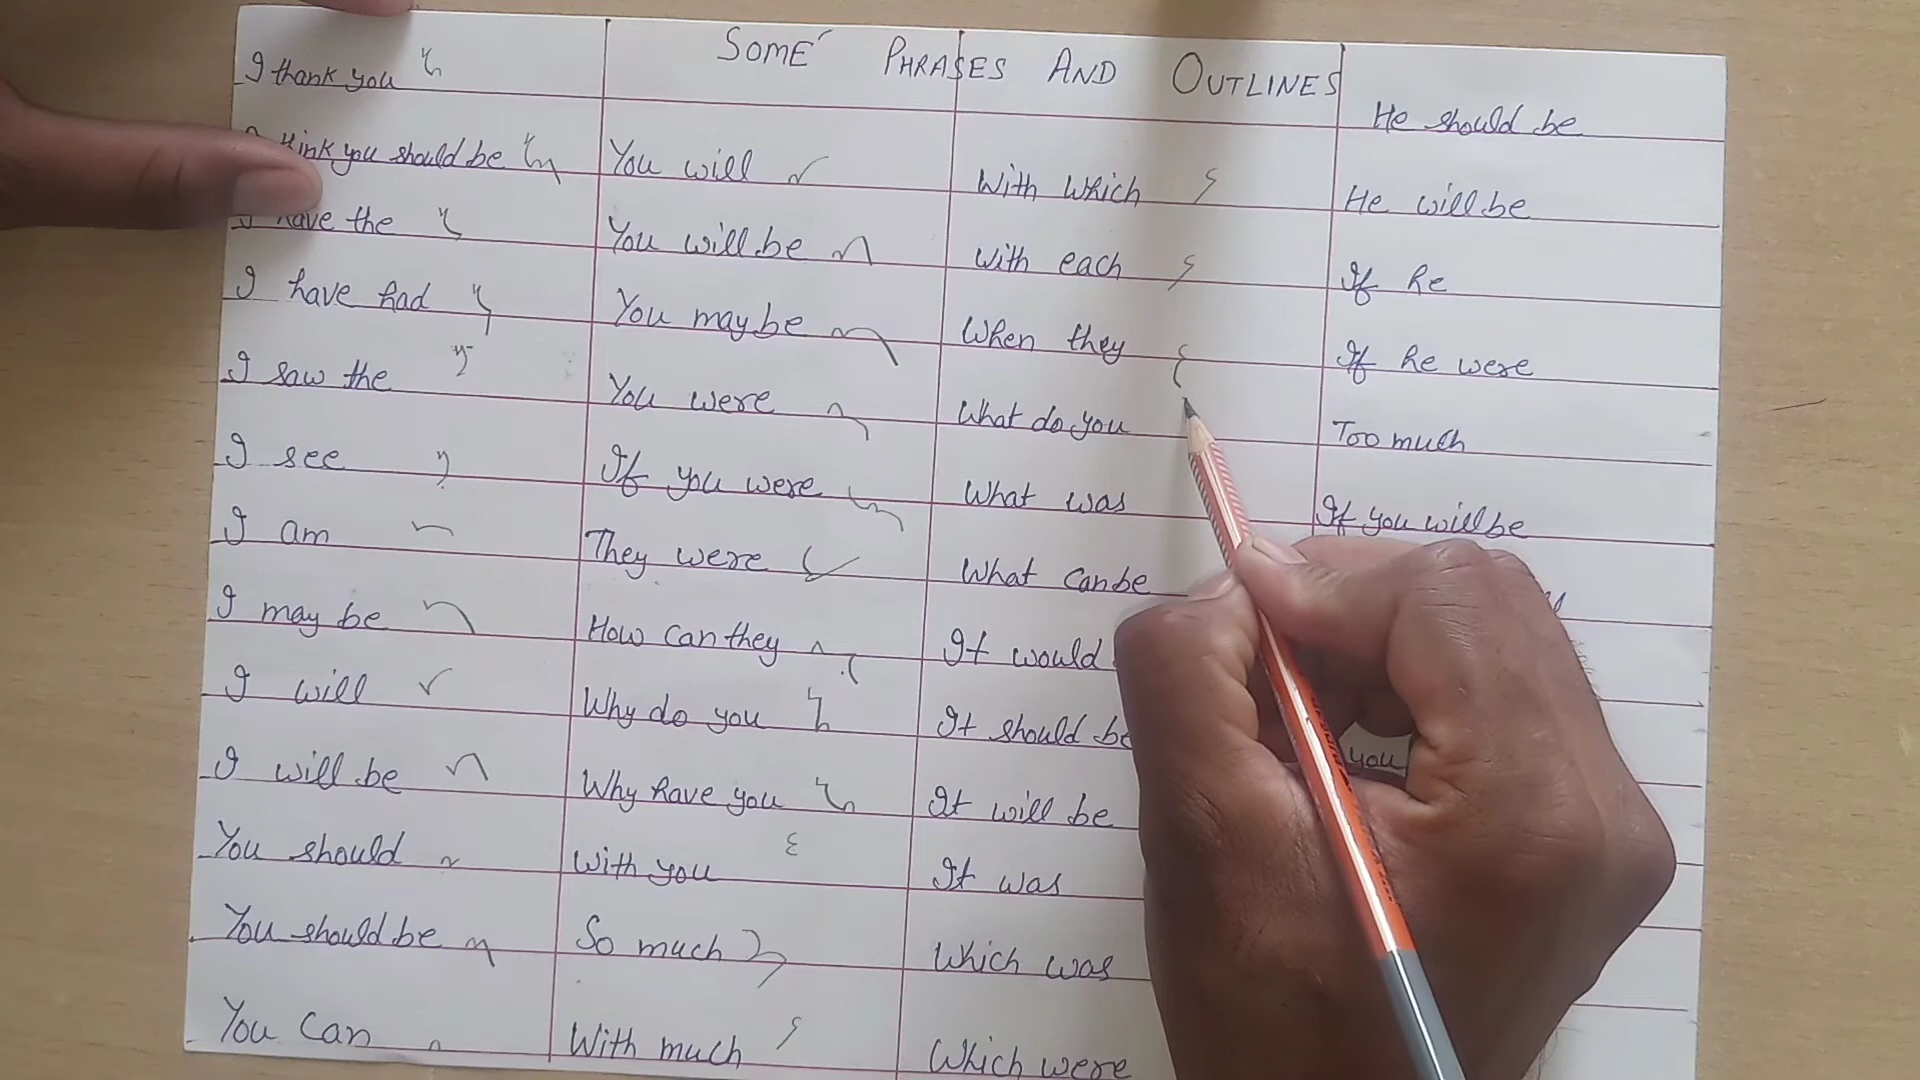 SOME PHRASES AND OUTLINES
I thank you
think you should be
have the
I have had
I saw the
I see
I am
I may be
I will
I will be
You should
You should be
You can
You will
You will be
You may be
You were
If you were
They were
How can they
Why do you
Why have you
With you
So much
With much
With which
With each
When they
What do you
What was
What can be
It would
It should be
It will be
It was
Which was
Which were
He should be
He will be
If he
If he were
Too much
If you will be
you